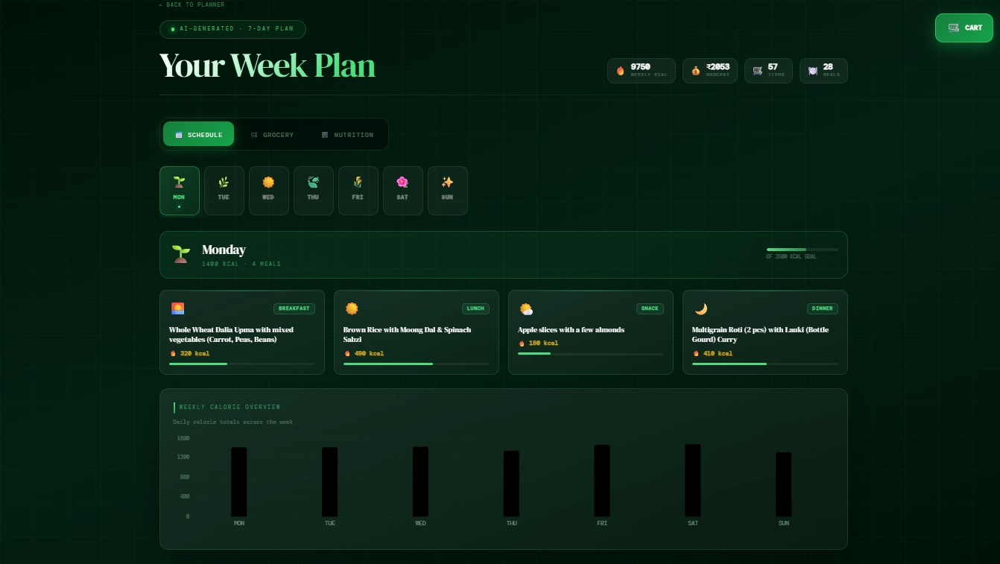 ← BACK TO PLANNER
AI-GENERATED · 7-DAY PLAN
CART
Your Week Plan
9750
WEEKLY KCAL
₹2053
GROCERY
57
ITEMS
28
MEALS
SCHEDULE
GROCERY
NUTRITION
MON
TUE
WED
THU
FRI
SAT
SUN
Monday
1400 KCAL · 4 MEALS
OF 2500 KCAL GOAL
BREAKFAST
Whole Wheat Dalia Upma with mixed
vegetables (Carrot, Peas, Beans)
320 kcal
LUNCH
Brown Rice with Moong Dal & Spinach
Sabzi
490 kcal
SNACK
Apple slices with a few almonds
180 kcal
DINNER
Multigrain Roti (2 pcs) with Lauki (Bottle
Gourd) Curry
410 kcal
WEEKLY CALORIE OVERVIEW
Daily calorie totals across the week
1600
1200
800
400
0
MON
TUE
WED
THU
FRI
SAT
SUN